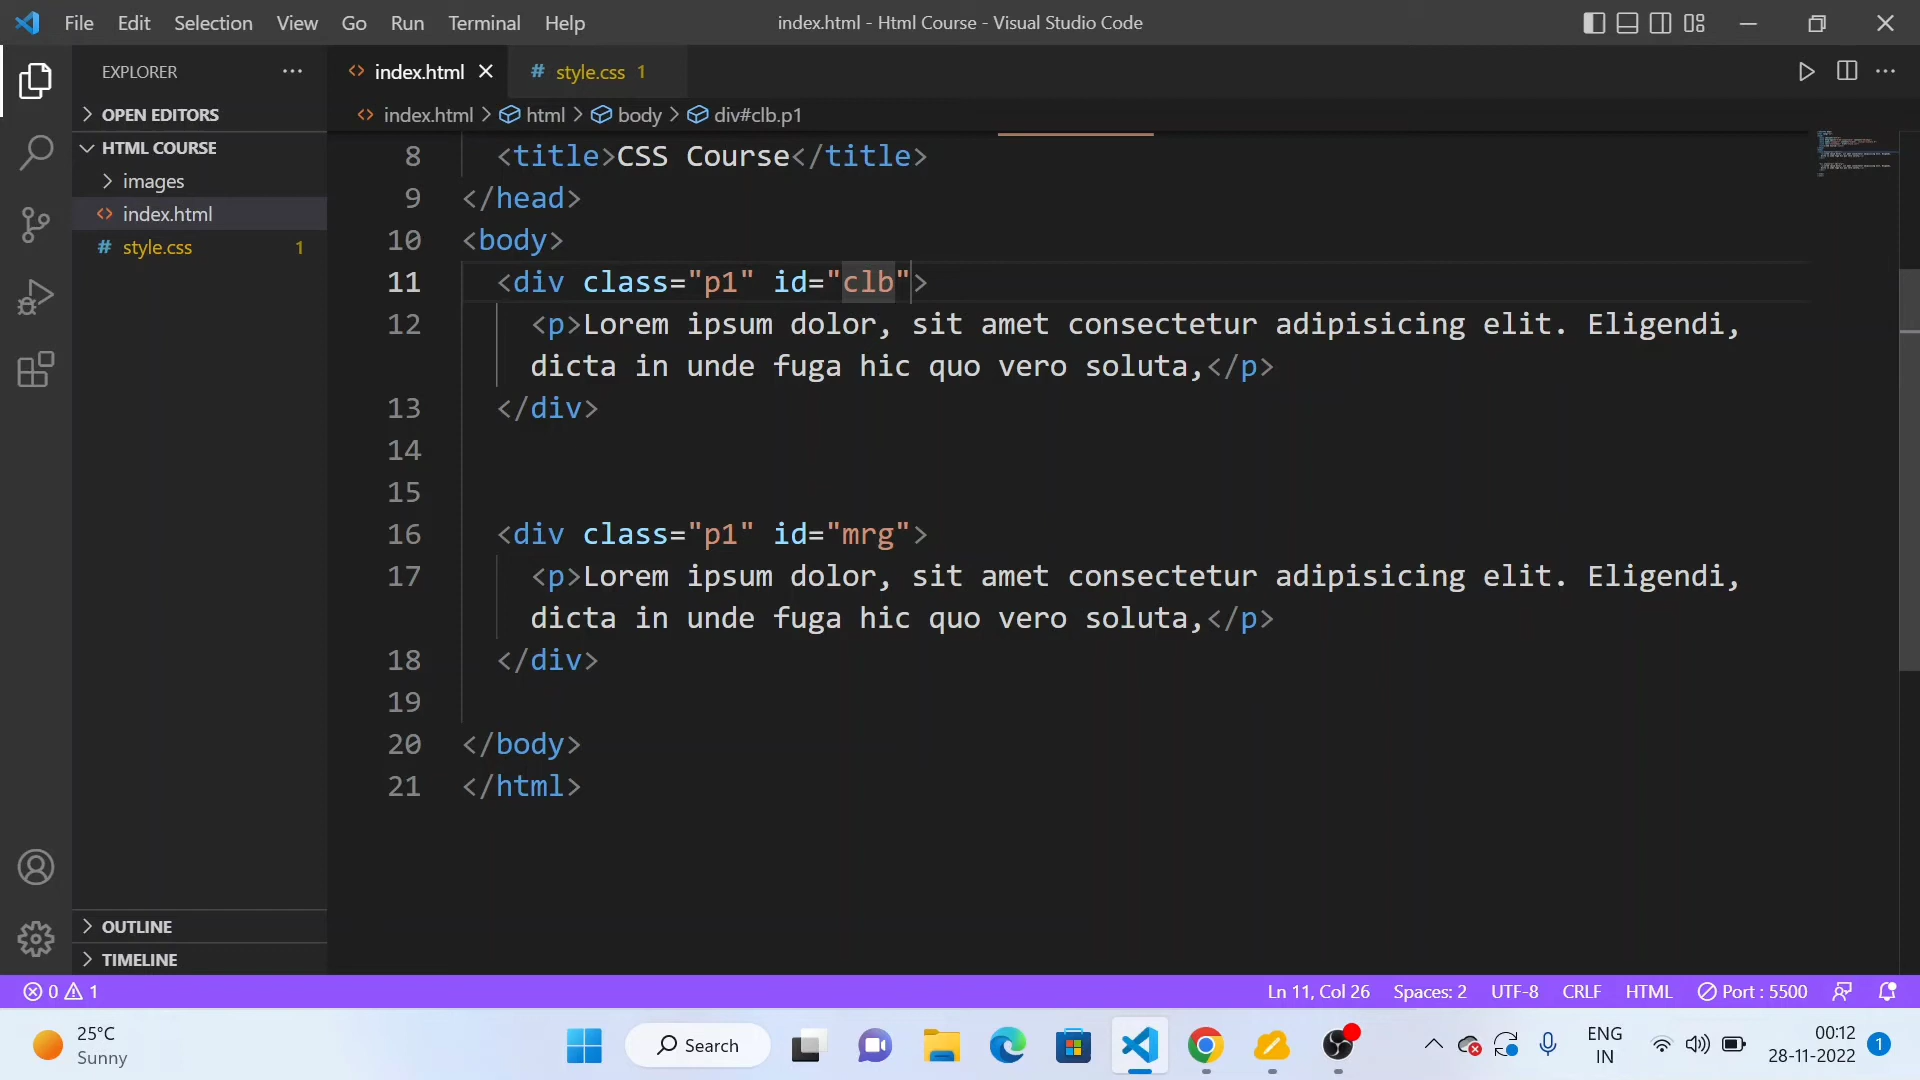 File Edit Selection View Go Run Terminal Help
index.html - Html Course - Visual Studio Code
EXPLORER
index.html
# style.css 1
OPEN EDITORS
index.html > html > body > div#clb.p1
HTML COURSE
images
index.html
# style.css 1
8 <title>CSS Course</title>
9 </head>
10 <body>
11 <div class="p1" id="clb">
12 <p>Lorem ipsum dolor, sit amet consectetur adipisicing elit. Eligendi,
dicta in unde fuga hic quo vero soluta,</p>
13 </div>
14
15
16 <div class="p1" id="mrg">
17 <p>Lorem ipsum dolor, sit amet consectetur adipisicing elit. Eligendi,
dicta in unde fuga hic quo vero soluta,</p>
18 </div>
19
20 </body>
21 </html>
OUTLINE
TIMELINE
0 1
Ln 11, Col 26 Spaces: 2 UTF-8 CRLF HTML Port : 5500
25°C
Sunny
Search
ENG
IN
00:12
28-11-2022
1